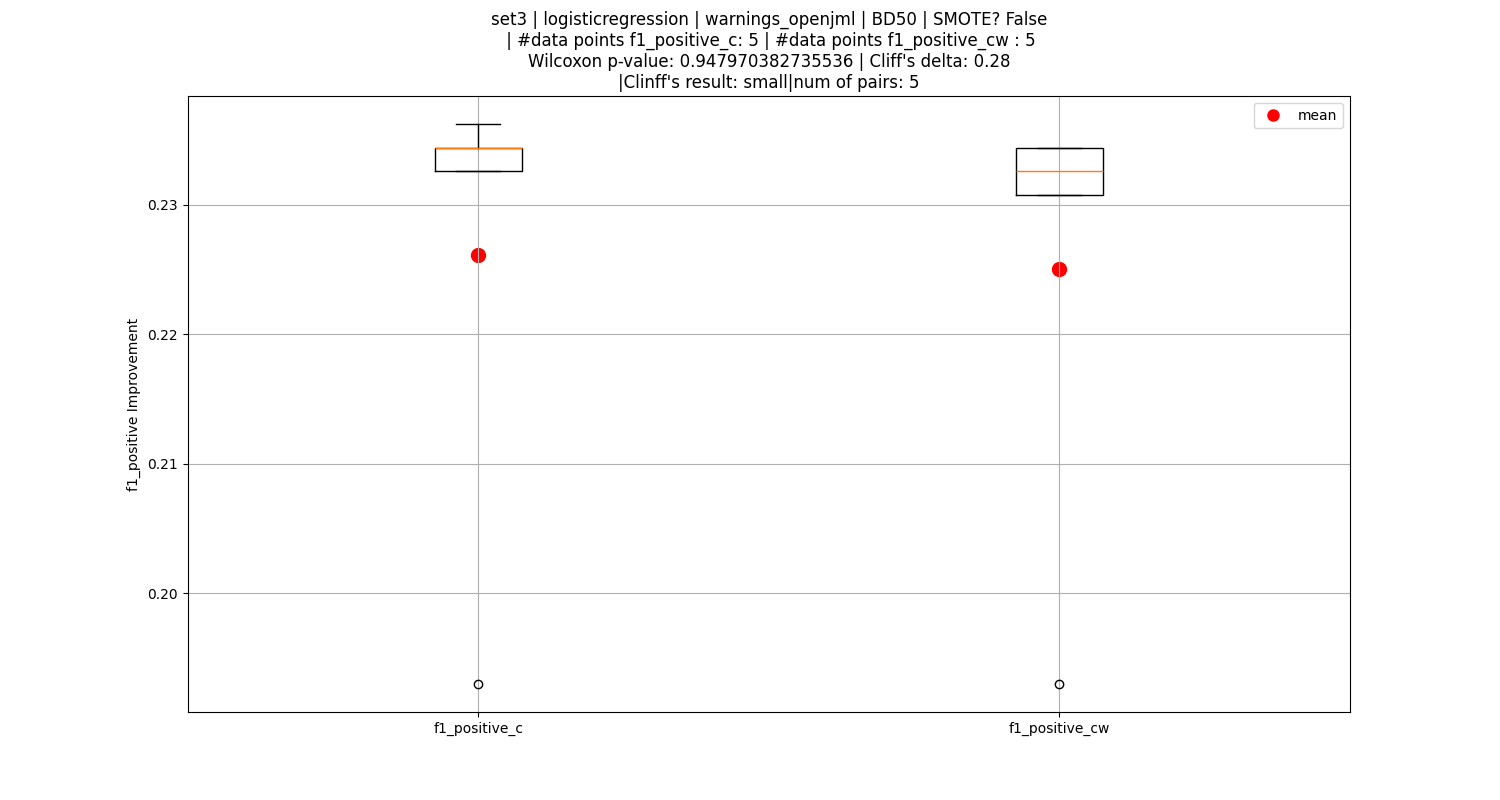 set3 | logisticregression | warnings_openjml | BD50 | SMOTE? False
| #data points f1_positive_c: 5 | #data points f1_positive_cw : 5
Wilcoxon p-value: 0.947970382735536 | Cliff's delta: 0.28
|Clinff's result: small|num of pairs: 5
mean
0.23
0.22
0.21
0.20
f1_positive Improvement
f1_positive_c
f1_positive_cw